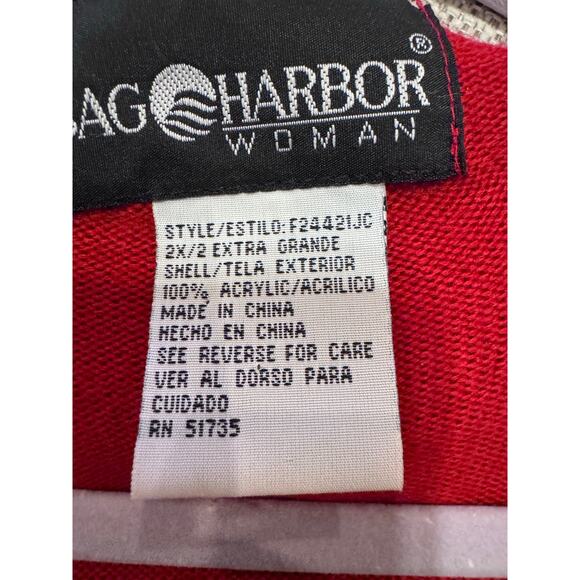 AG HARBOR®
WOMAN
STYLE/ESTILO: F24421JC
2X/2 EXTRA GRANDE
SHELL/TELA EXTERIOR
100% ACRYLIC/ACRILICO
MADE IN CHINA
HECHO EN CHINA
SEE REVERSE FOR CARE
VER AL DORSO PARA
CUIDADO
RN 51735